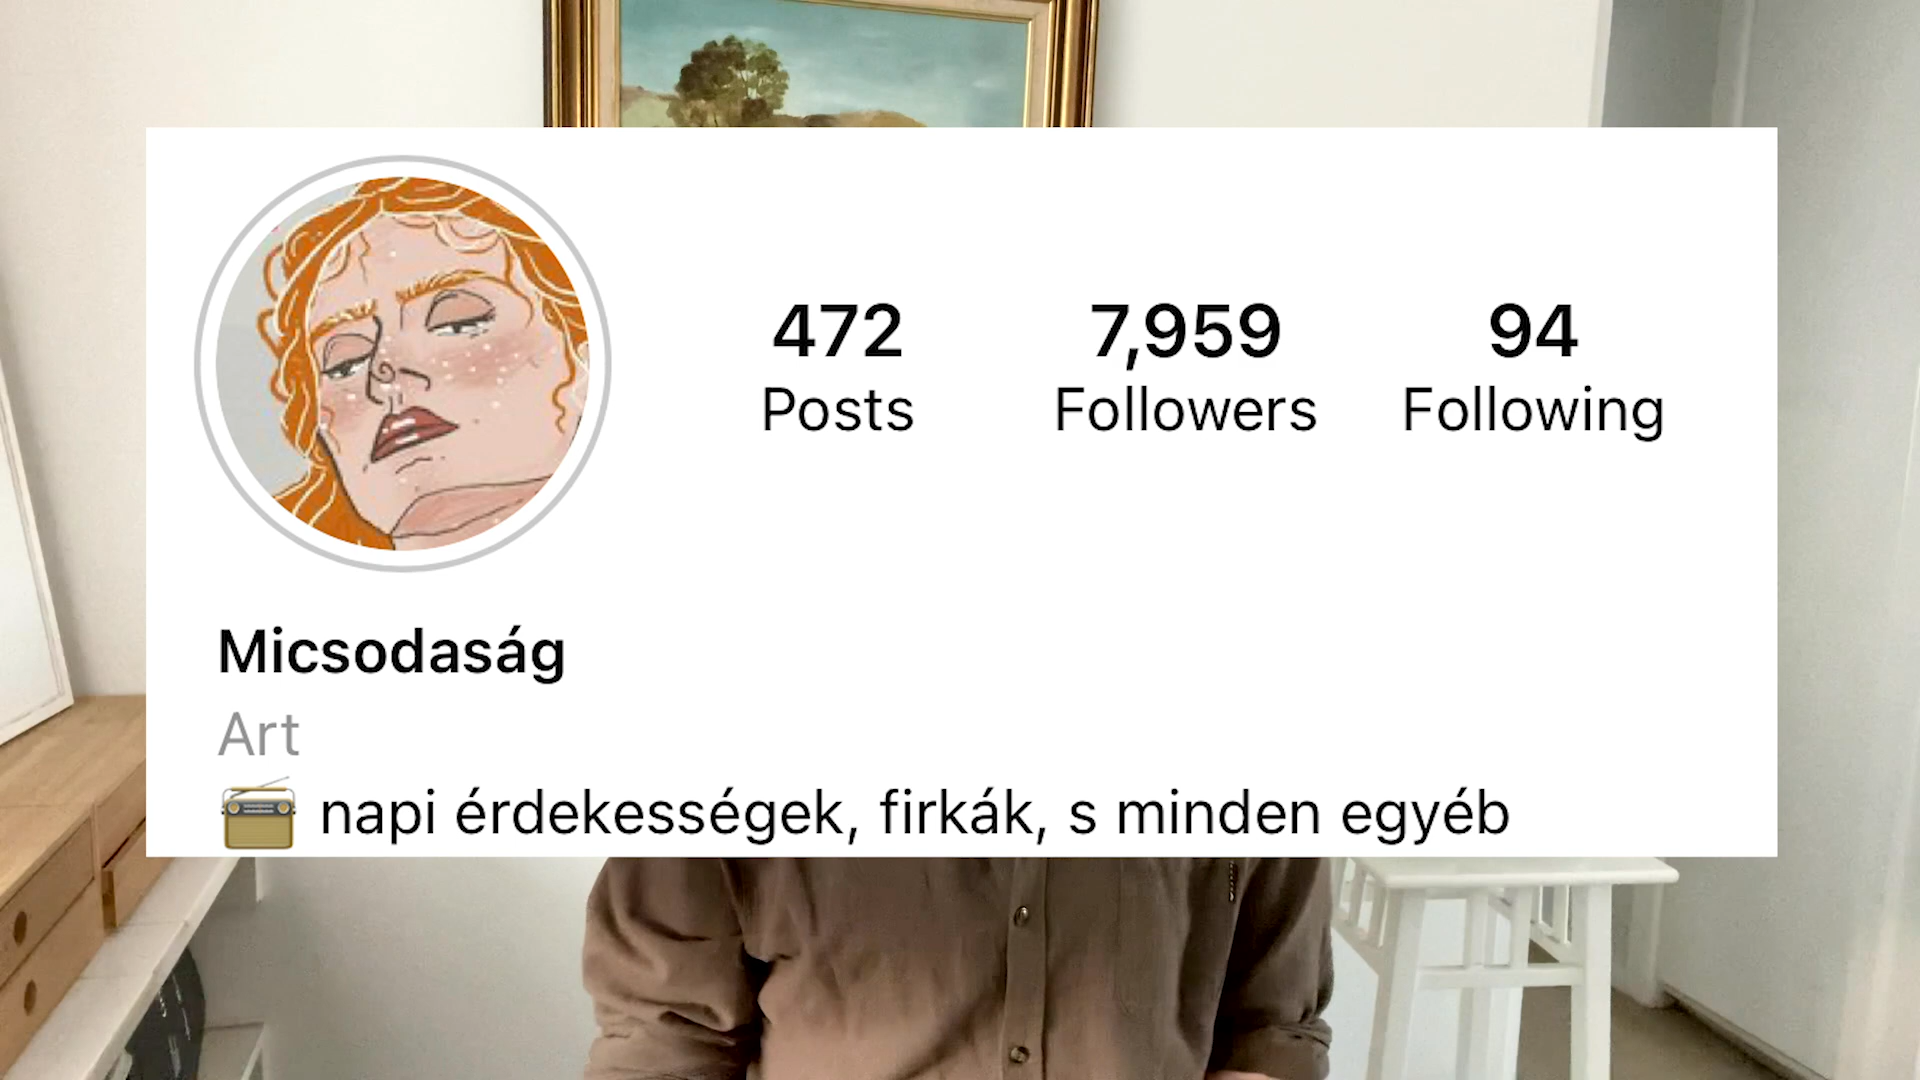 472 7,959 94
Posts Followers Following
Micsodaság
Art
napi érdekességek, firkák, s minden egyéb